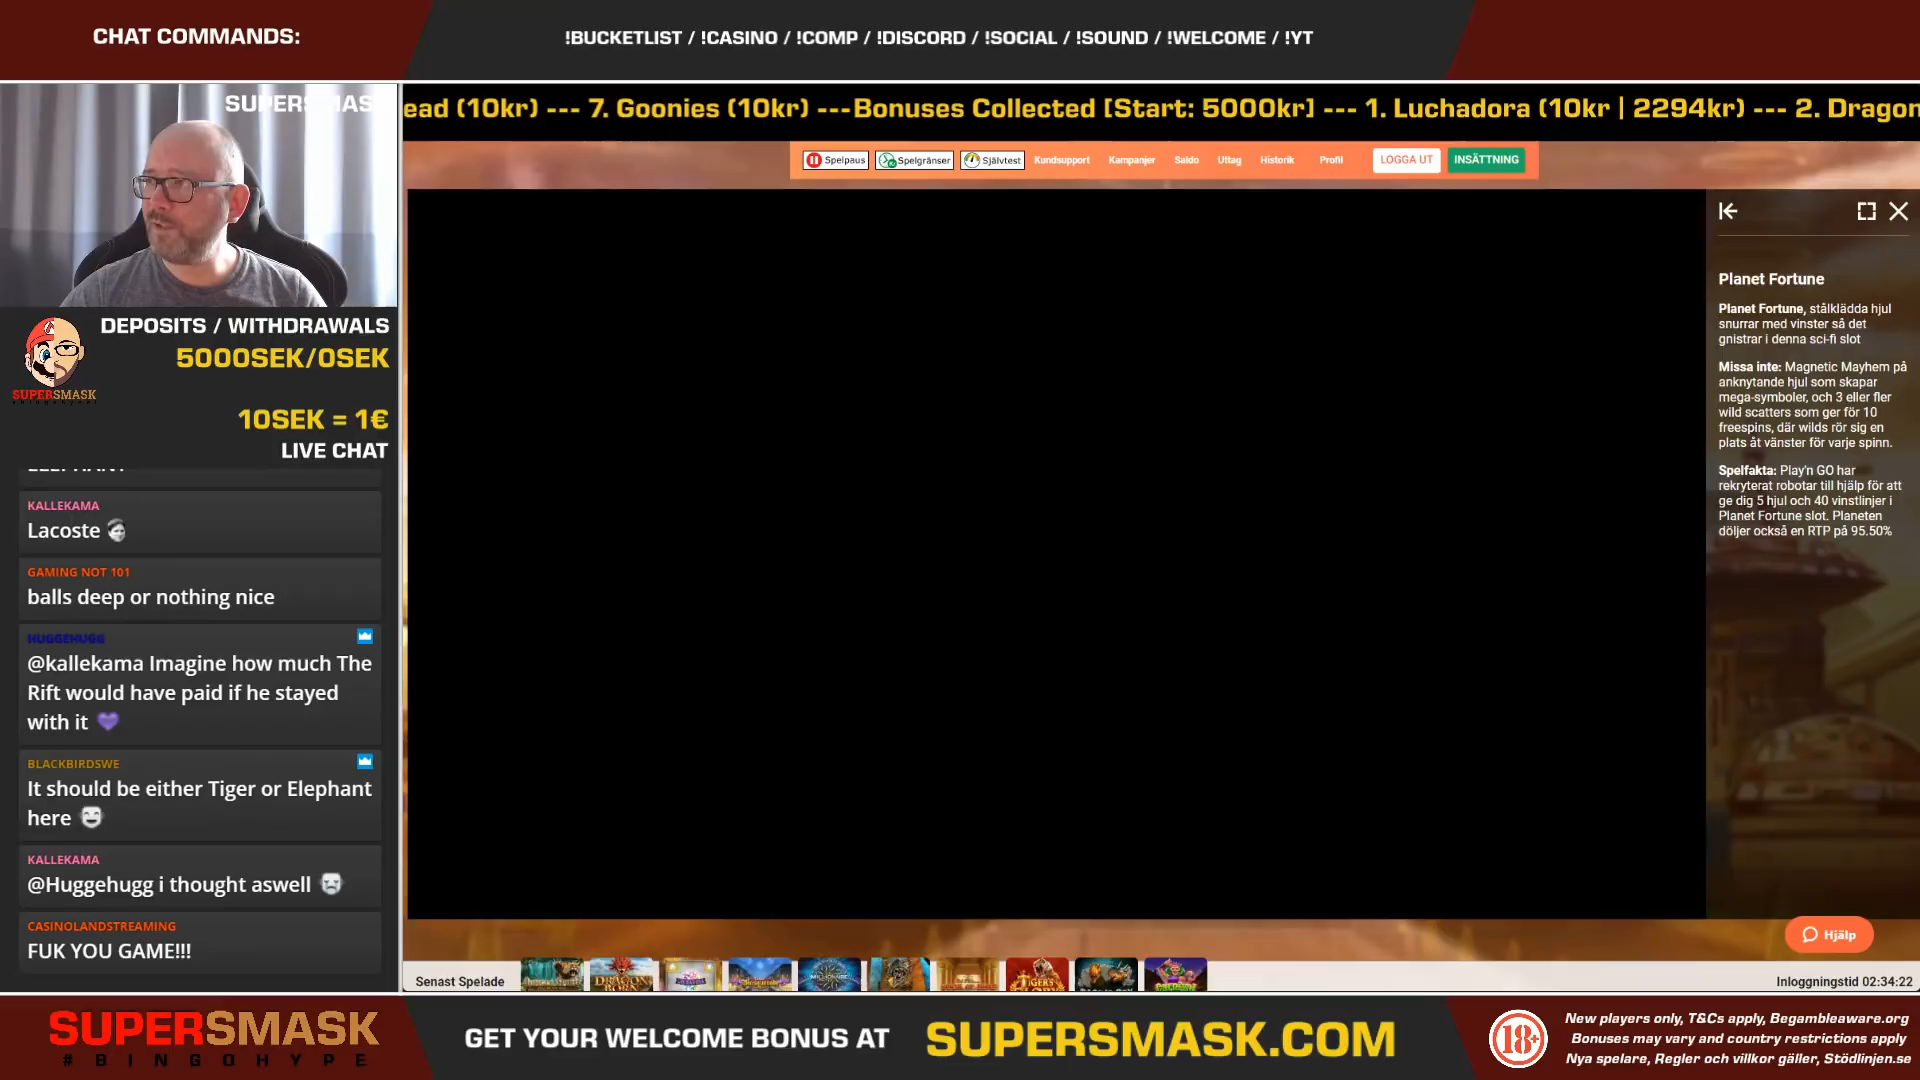 CHAT COMMANDS:
!BUCKETLIST / !CASINO / !COMP / !DISCORD / !SOCIAL / !SOUND / !WELCOME / !YT
SUPERSMASK
ead (10kr) --- 7. Goonies (10kr) ---Bonuses Collected [Start: 5000kr] --- 1. Luchadora (10kr | 2294kr) --- 2. Dragon
Spelpaus
Spelgränser
Självtest
Kundsupport
Kampanjer
Saldo
Uttag
Historik
Profil
LOGGA UT
INSÄTTNING
DEPOSITS / WITHDRAWALS
5000SEK/0SEK
SUPERSMASK
10SEK = 1€
LIVE CHAT
KALLEKAMA
Lacoste
GAMING NOT 101
balls deep or nothing nice
HUGGEHUGG
@kallekama Imagine how much The
Rift would have paid if he stayed
with it
BLACKBIRDSWE
It should be either Tiger or Elephant
here
KALLEKAMA
@Huggehugg i thought aswell
CASINOLANDSTREAMING
FUK YOU GAME!!!
Planet Fortune
Planet Fortune, stålklädda hjul
snurrar med vinster så det
gnistrar i denna sci-fi slot
Missa inte: Magnetic Mayhem på
anknytande hjul som skapar
mega-symboler, och 3 eller fler
wild scatters som ger för 10
freespins, där wilds rör sig en
plats åt vänster för varje spinn.
Spelfakta: Play'n GO har
rekryterat robotar till hjälp för att
ge dig 5 hjul och 40 vinstlinjer i
Planet Fortune slot. Planeten
döljer också en RTP på 95.50%
Hjälp
Senast Spelade
DRAGON
Inloggningstid 02:34:22
SUPERSMASK
#BINGOHYPE
GET YOUR WELCOME BONUS AT
SUPERSMASK.COM
18+
New players only, T&Cs apply, Begambleaware.org
Bonuses may vary and country restrictions apply
Nya spelare, Regler och villkor gäller, Stödlinjen.se